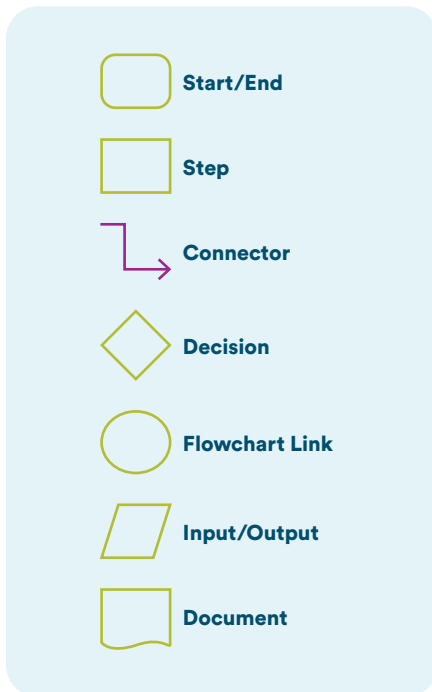 Start/End
Step
Connector
Decision
Flowchart Link
Input/Output
Document